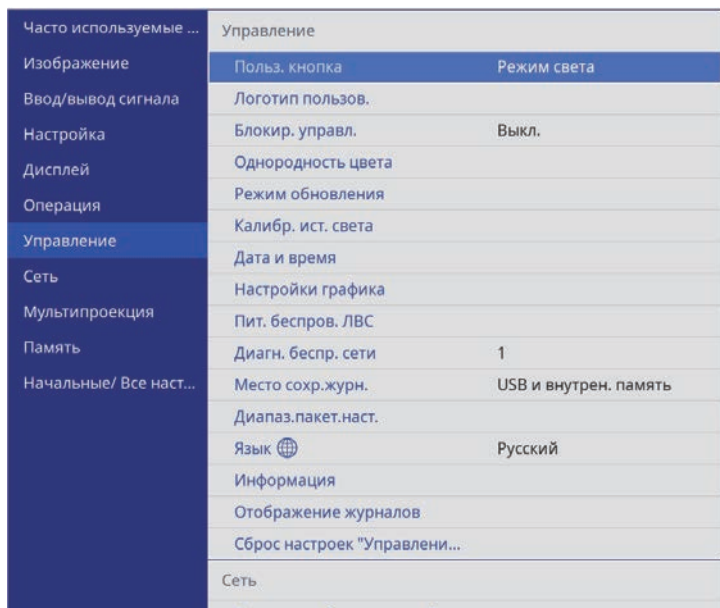 Часто используемые ...
Изображение
Ввод/вывод сигнала
Настройка
Дисплей
Операция
Управление
Сеть
Мультипроекция
Память
Начальные/ Все наст...
Управление
Польз. кнопка Режим света
Логотип пользов.
Блокир. управл. Выкл.
Однородность цвета
Режим обновления
Калибр. ист. света
Дата и время
Настройки графика
Пит. беспров. ЛВС
Диагн. беспр. сети 1
Место сохр.журн. USB и внутрен. память
Диапаз.пакет.наст.
Язык Русский
Информация
Отображение журналов
Сброс настроек "Управлени...
Сеть